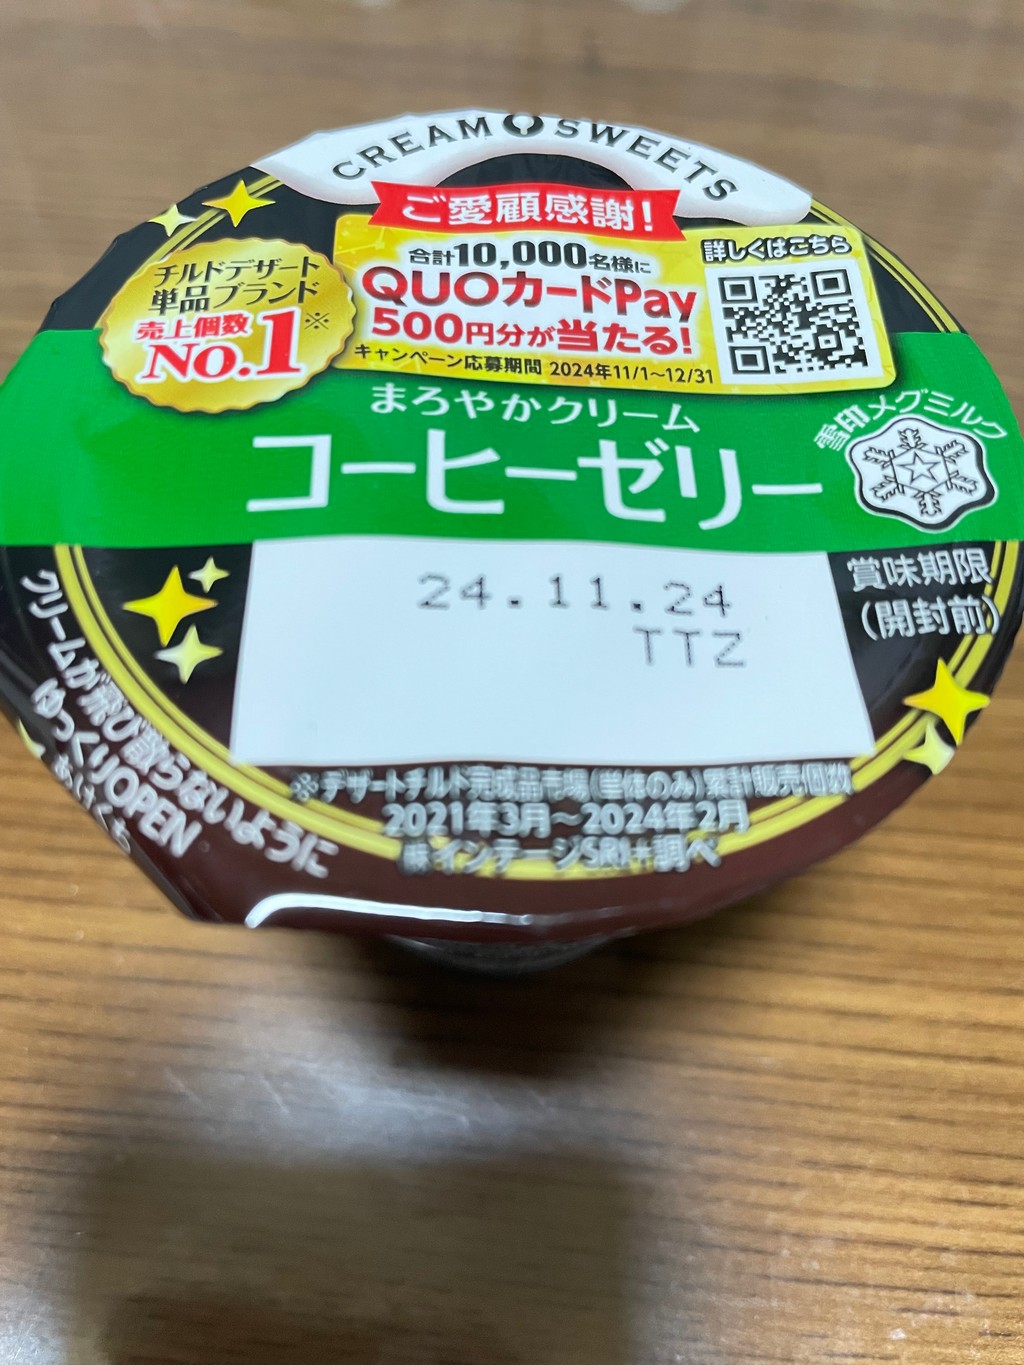 CREAM SWEETS
ご愛顧感謝!
合計10,000名様に
QUOカードPay
500円分が当たる!
キャンペーン応募期間 2024年11/1~12/31
詳しくはこちら
チルドデザート
単品ブランド
売上個数
No.1※
まろやかクリーム
コーヒーゼリー
雪印メグミルク
24.11.24
TTZ
賞味期限
(開封前)
クリームが飛び散らないように
ゆっくりOPEN
あけくち
※デザートチルド完成品市場(単体のみ)累計販売個数
2021年3月~2024年2月
㈱インテージSRI+調べ